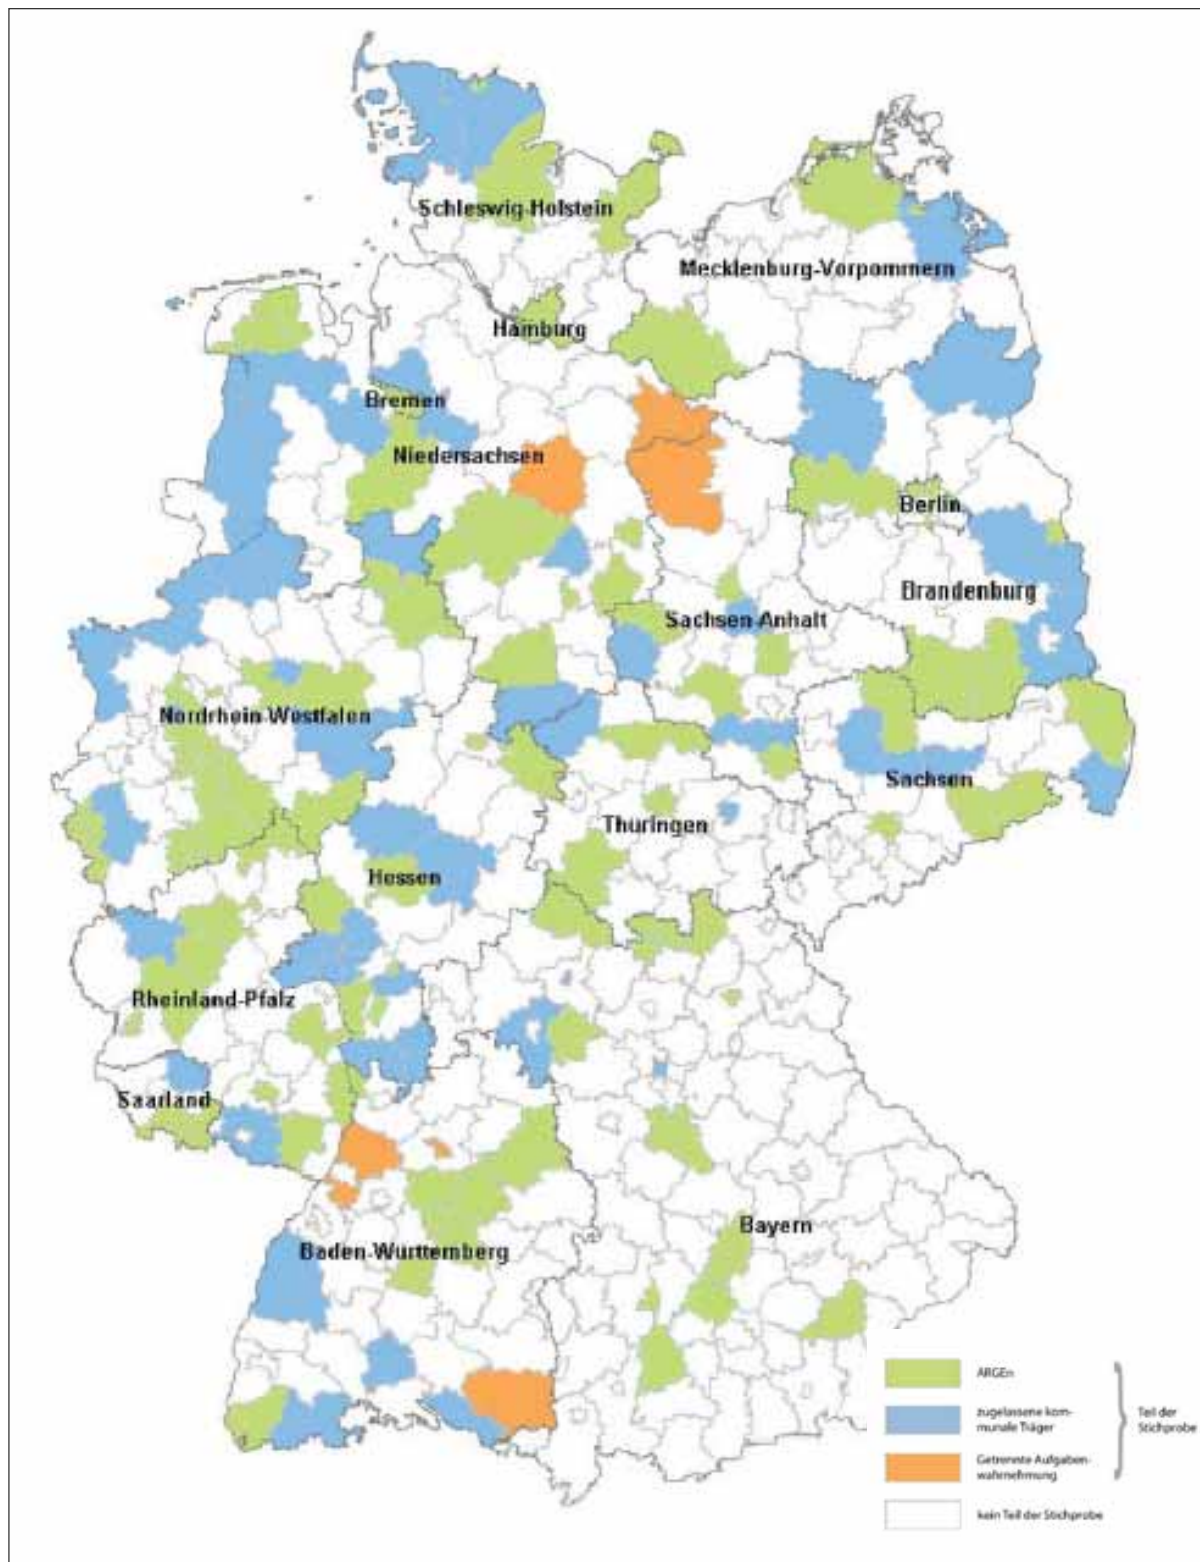 Schleswig-Holstein
Mecklenburg-Vorpommern
Hamburg
Bremen
Niedersachsen
Berlin
Brandenburg
Sachsen-Anhalt
Nordrhein-Westfalen
Sachsen
Thüringen
Hessen
Rheinland-Pfalz
Saarland
Bayern
Baden-Württemberg
ARGEn
zugelassene kom-
munale Träger
Getrennte Aufgaben-
wahrnehmung
kein Teil der Stichprobe
Teil der
Stichprobe